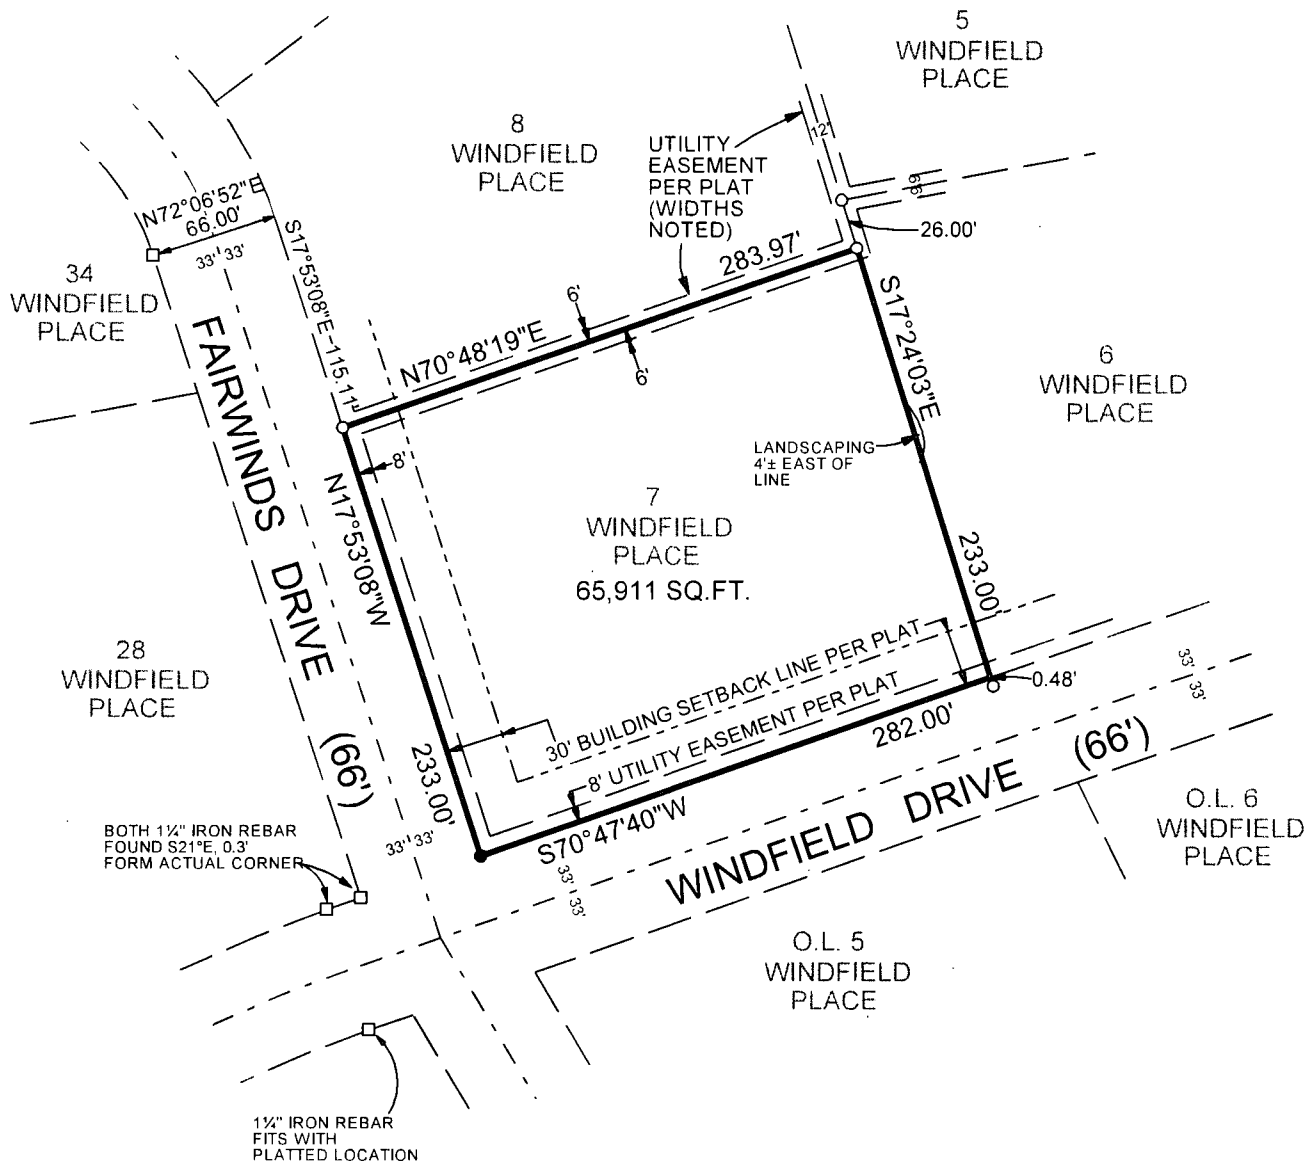 5
WINDFIELD
PLACE
8
WINDFIELD
PLACE
UTILITY
EASEMENT
PER PLAT
(WIDTHS
NOTED)
12'
6'6'
26.00'
N72°06'52"E
66.00'
33' 33'
S17°53'08"E-115.11'
34
WINDFIELD
PLACE
FAIRWINDS DRIVE (66')
N70°48'19"E
283.97'
6'
6'
S17°24'03"E
233.00'
6
WINDFIELD
PLACE
LANDSCAPING
4'± EAST OF
LINE
8'
N17°53'08"W
233.00'
7
WINDFIELD
PLACE
65,911 SQ.FT.
28
WINDFIELD
PLACE
30' BUILDING SETBACK LINE PER PLAT
8' UTILITY EASEMENT PER PLAT
0.48'
33' 33'
282.00'
S70°47'40"W
WINDFIELD DRIVE (66')
O.L. 6
WINDFIELD
PLACE
BOTH 1¼" IRON REBAR
FOUND S21°E, 0.3'
FORM ACTUAL CORNER
33' 33'
33' 33'
O.L. 5
WINDFIELD
PLACE
1¼" IRON REBAR
FITS WITH
PLATTED LOCATION